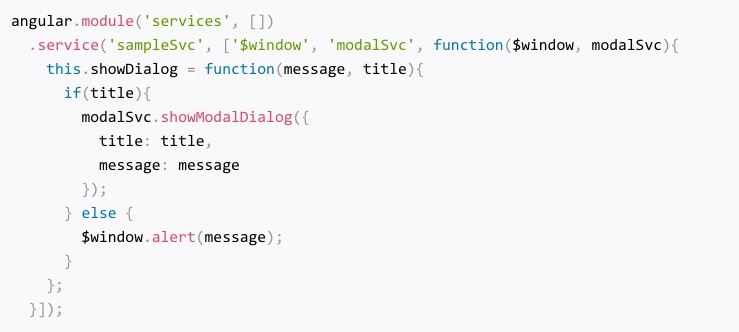 angular.module('services', [])
  .service('sampleSvc', ['$window', 'modalSvc', function($window, modalSvc){
    this.showDialog = function(message, title){
      if(title){
        modalSvc.showModalDialog({
          title: title,
          message: message
        });
      } else {
        $window.alert(message);
      }
    };
  }]);